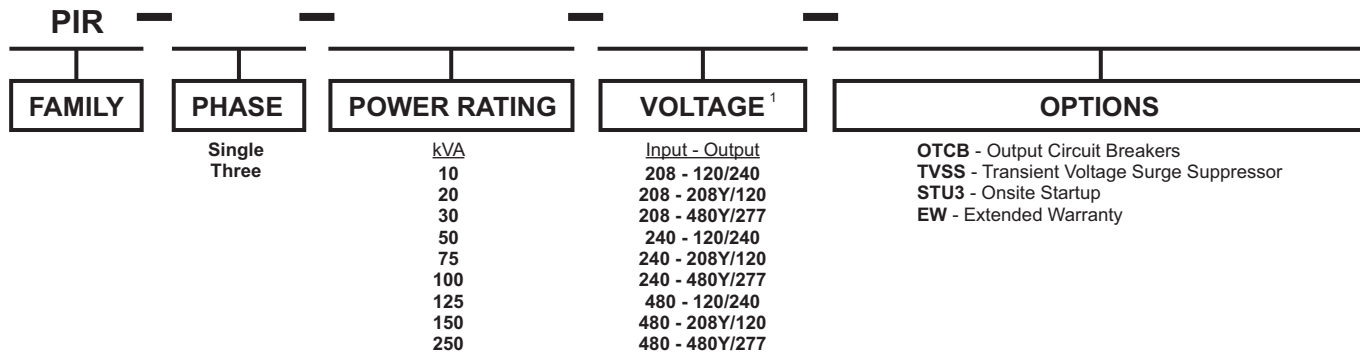 PIR
FAMILY PHASE POWER RATING VOLTAGE 1 OPTIONS
Single kVA Input - Output OTCB - Output Circuit Breakers
Three 10 208 - 120/240 TVSS - Transient Voltage Surge Suppressor
20 208 - 208Y/120 STU3 - Onsite Startup
30 208 - 480Y/277 EW - Extended Warranty
50 240 - 120/240
75 240 - 208Y/120
100 240 - 480Y/277
125 480 - 120/240
150 480 - 208Y/120
250 480 - 480Y/277